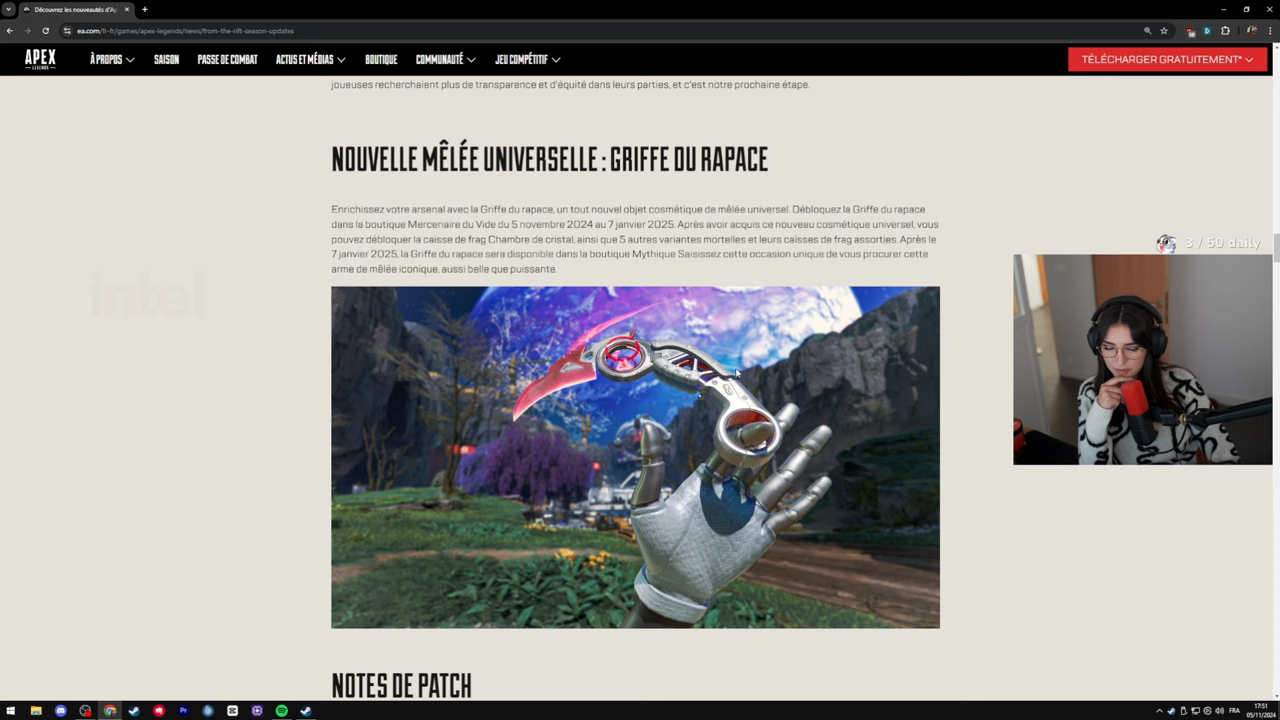 Découvrez les nouveautés d'Ap
ea.com/fr-fr/games/apex-legends/news/from-the-rift-season-updates
APEX
LEGENDS
À PROPOS
SAISON
PASSE DE COMBAT
ACTUS ET MÉDIAS
BOUTIQUE
COMMUNAUTÉ
JEU COMPÉTITIF
TÉLÉCHARGER GRATUITEMENT*
joueuses recherchaient plus de transparence et d'équité dans leurs parties, et c'est notre prochaine étape.
NOUVELLE MÊLÉE UNIVERSELLE : GRIFFE DU RAPACE
Enrichissez votre arsenal avec la Griffe du rapace, un tout nouvel objet cosmétique de mêlée universel. Débloquez la Griffe du rapace
dans la boutique Mercenaire du Vide du 5 novembre 2024 au 7 janvier 2025. Après avoir acquis ce nouveau cosmétique universel, vous
pouvez débloquer la caisse de frag Chambre de cristal, ainsi que 5 autres variantes mortelles et leurs caisses de frag assorties. Après le
7 janvier 2025, la Griffe du rapace sera disponible dans la boutique Mythique Saisissez cette occasion unique de vous procurer cette
arme de mêlée iconique, aussi belle que puissante.
3 / 50 daily
intel
NOTES DE PATCH
FRA
17:51
05/11/2024